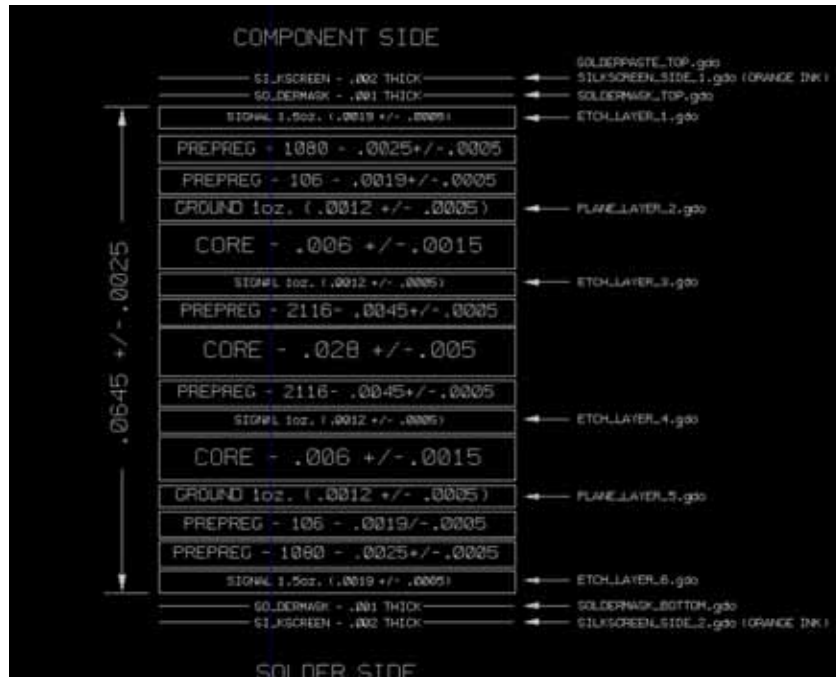 COMPONENT SIDE
SOLDERPASTE_TOP.gdo
SILKSCREEN - .002 THICK SILKSCREEN_SIDE_1.gdo (ORANGE INK)
SOLDERMASK - .001 THICK SOLDERMASK_TOP.gdo
SIGNAL 1.5oz. (.0019 +/- .0005) ETCH_LAYER_1.gdo
PREPREG - 1080 - .0025+/-.0005
PREPREG - 106 - .0019+/-.0005
GROUND 1oz. (.0012 +/- .0005) PLANE_LAYER_2.gdo
CORE - .006 +/-.0015
SIGNAL 1oz. (.0012 +/- .0005) ETCH_LAYER_3.gdo
PREPREG - 2116- .0045+/-.0005
CORE - .028 +/-.005
.0645 +/-.0025
PREPREG - 2116- .0045+/-.0005
SIGNAL 1oz. (.0012 +/- .0005) ETCH_LAYER_4.gdo
CORE - .006 +/-.0015
GROUND 1oz. (.0012 +/- .0005) PLANE_LAYER_5.gdo
PREPREG - 106 - .0019/-.0005
PREPREG - 1080 - .0025+/-.0005
SIGNAL 1.5oz. (.0019 +/- .0005) ETCH_LAYER_6.gdo
SOLDERMASK - .001 THICK SOLDERMASK_BOTTOM.gdo
SILKSCREEN - .002 THICK SILKSCREEN_SIDE_2.gdo (ORANGE INK)
SOLDER SIDE